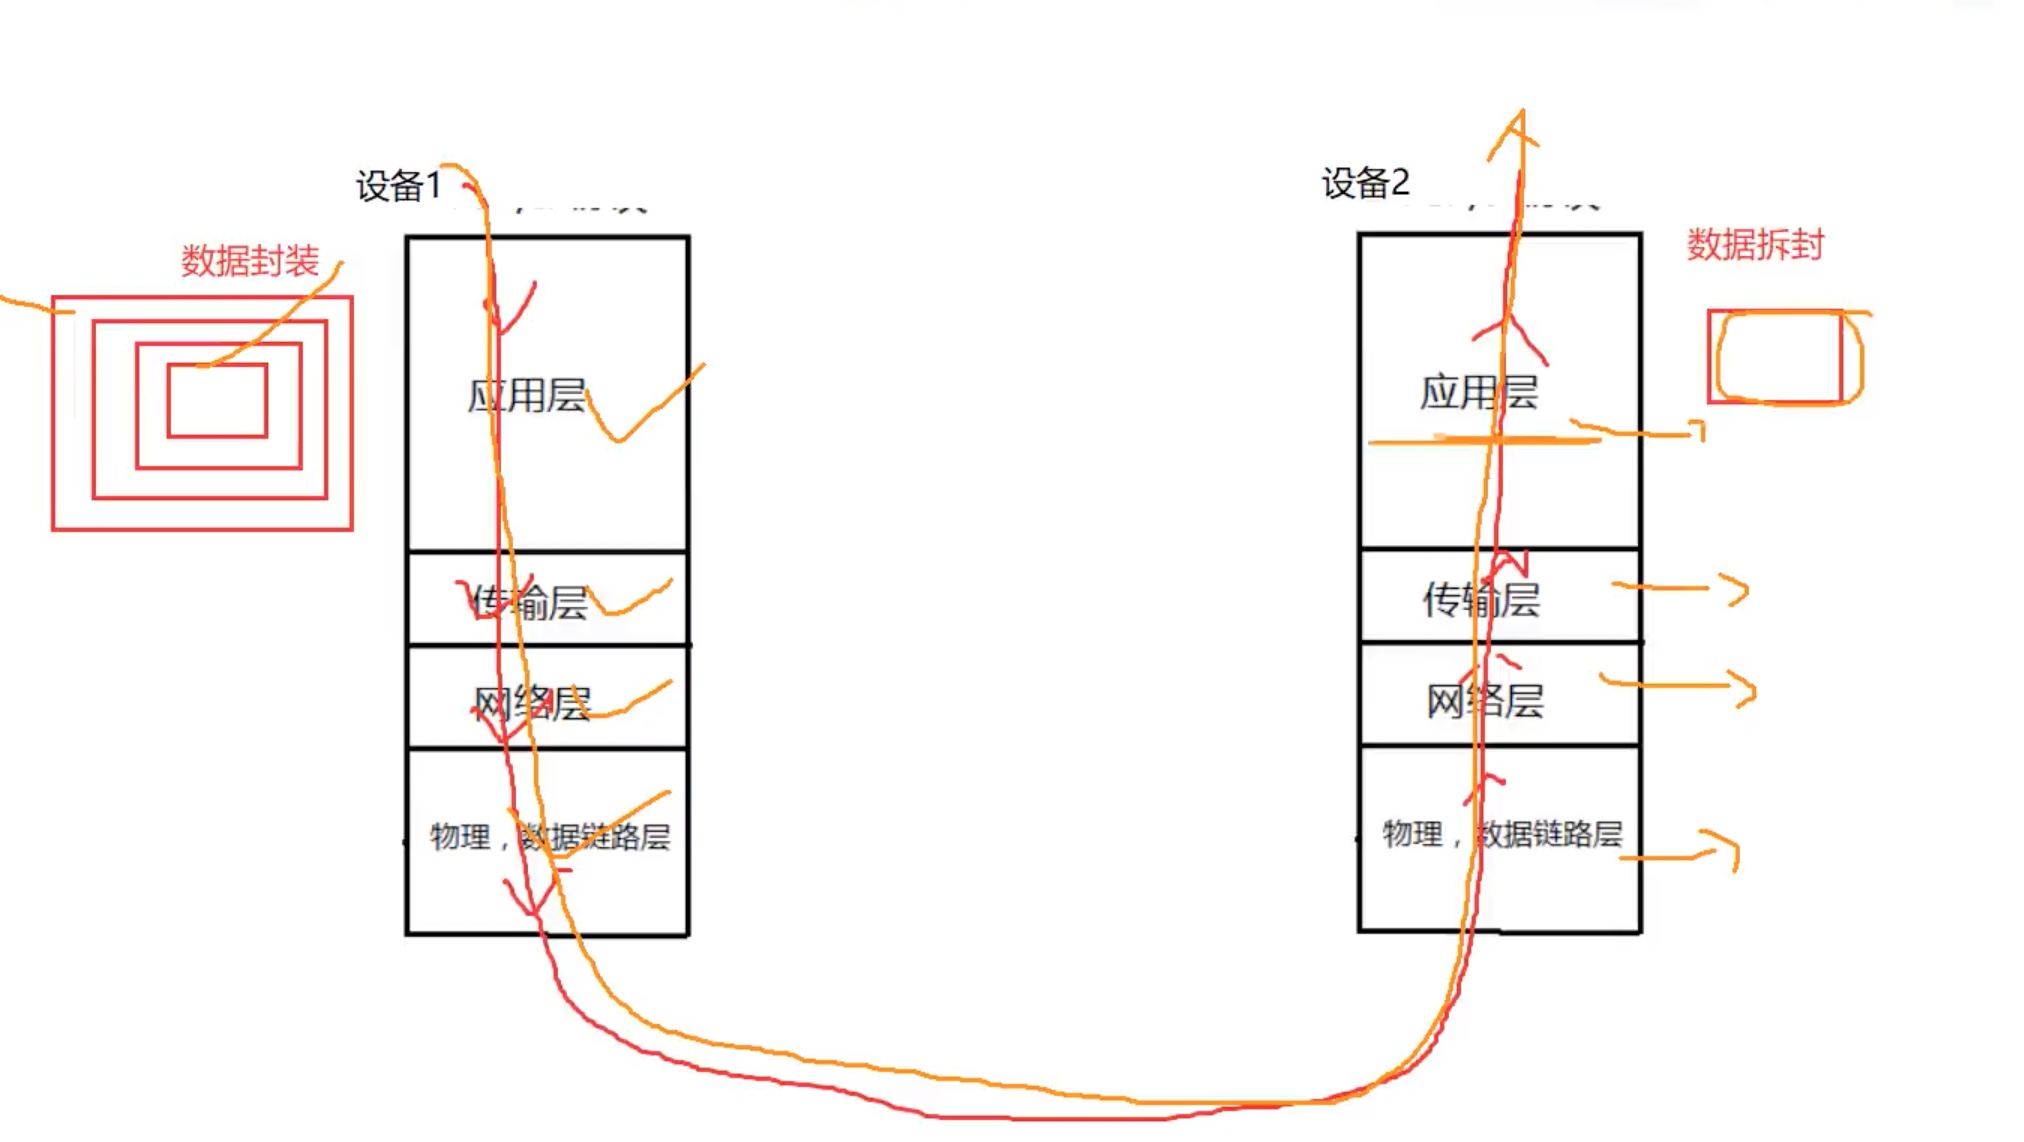 设备1
数据封装
应用层
传输层
网络层
物理，数据链路层
设备2
数据拆封
应用层
传输层
网络层
物理，数据链路层